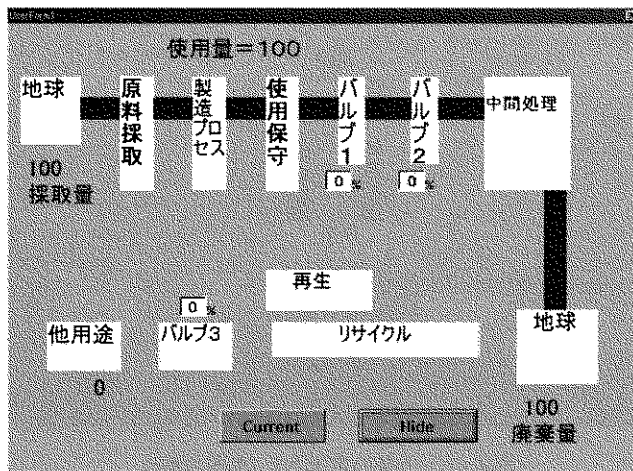 UserForm1
使用量＝100
地球
原料採取
製造プロセス
使用保守
バルブ1
バルブ2
中間処理
100
採取量
0 %
0 %
再生
0 %
他用途
バルブ3
リサイクル
地球
0
100
廃棄量
Current
Hide